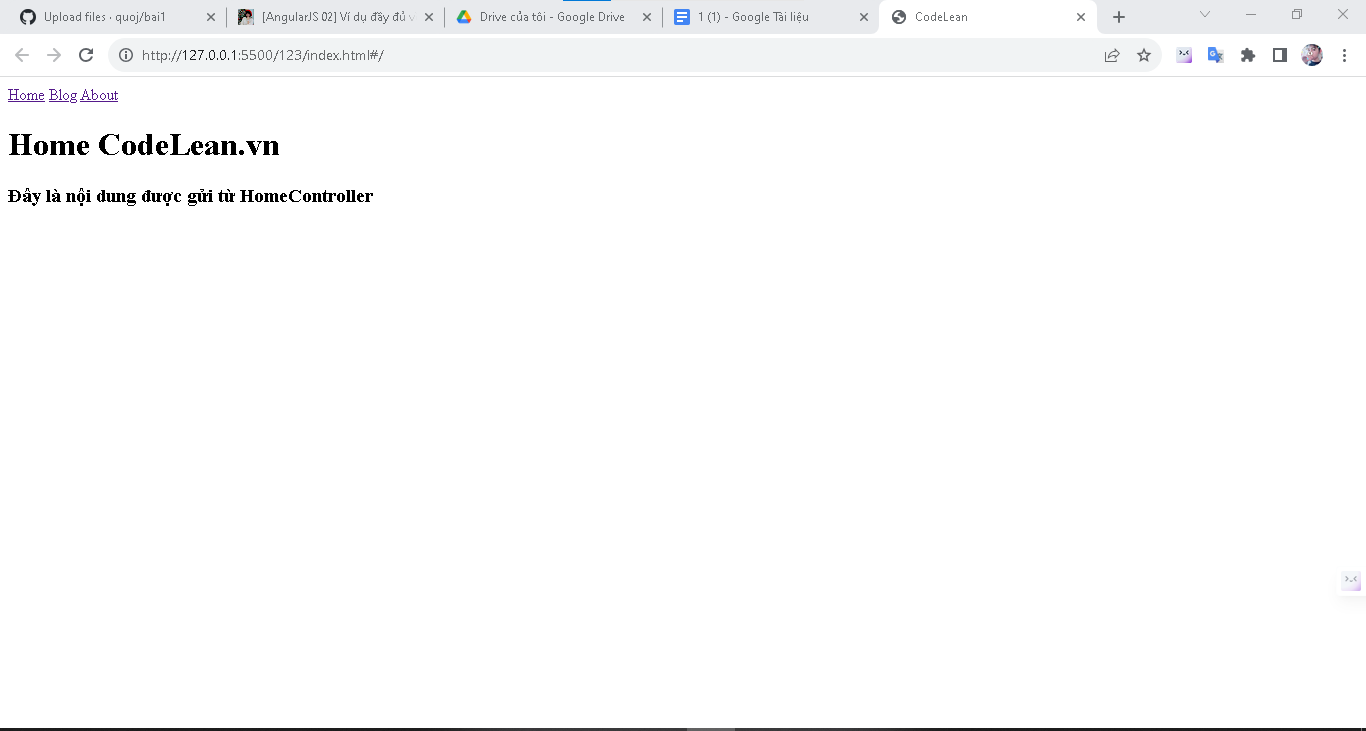 Upload files · quoj/bai1
[AngularJS 02] Ví dụ đầy đủ v
Drive của tôi - Google Drive
1 (1) - Google Tài liệu
CodeLean
http://127.0.0.1:5500/123/index.html#/
Home Blog About
Home CodeLean.vn
Đây là nội dung được gửi từ HomeController